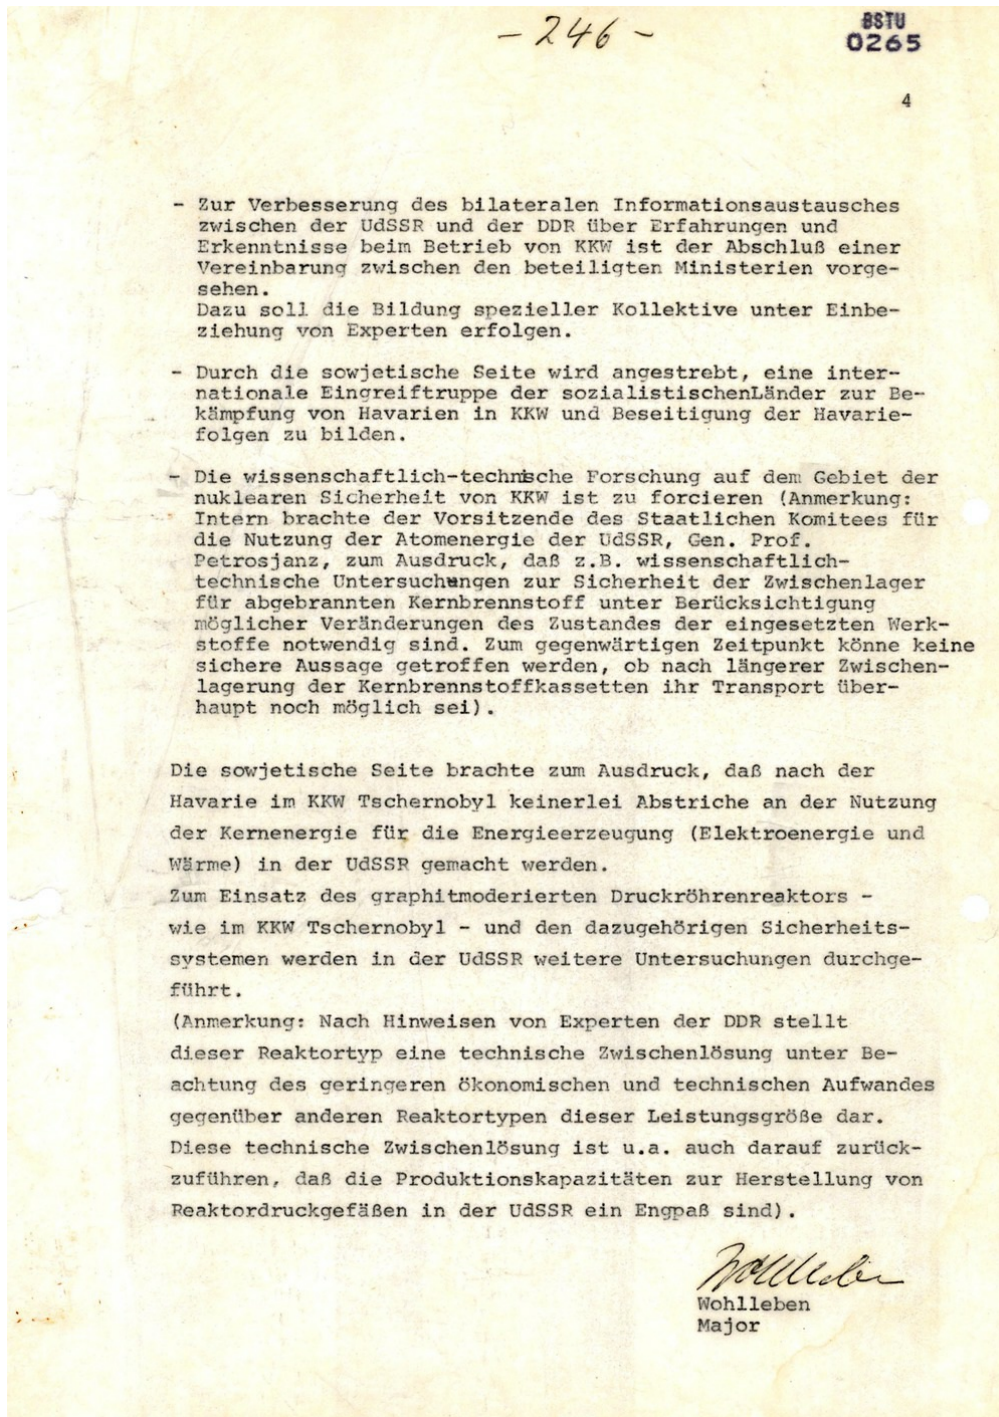 - 246 -
BSTU
0265
4
- Zur Verbesserung des bilateralen Informationsaustausches
zwischen der UdSSR und der DDR über Erfahrungen und
Erkenntnisse beim Betrieb von KKW ist der Abschluß einer
Vereinbarung zwischen den beteiligten Ministerien vorge-
sehen.
Dazu soll die Bildung spezieller Kollektive unter Einbe-
ziehung von Experten erfolgen.
- Durch die sowjetische Seite wird angestrebt, eine inter-
nationale Eingreiftruppe der sozialistischenLänder zur Be-
kämpfung von Havarien in KKW und Beseitigung der Havarie-
folgen zu bilden.
- Die wissenschaftlich-technische Forschung auf dem Gebiet der
nuklearen Sicherheit von KKW ist zu forcieren (Anmerkung:
Intern brachte der Vorsitzende des Staatlichen Komitees für
die Nutzung der Atomenergie der UdSSR, Gen. Prof.
Petrosjanz, zum Ausdruck, daß z.B. wissenschaftlich-
technische Untersuchungen zur Sicherheit der Zwischenlager
für abgebrannten Kernbrennstoff unter Berücksichtigung
möglicher Veränderungen des Zustandes der eingesetzten Werk-
stoffe notwendig sind. Zum gegenwärtigen Zeitpunkt könne keine
sichere Aussage getroffen werden, ob nach längerer Zwischen-
lagerung der Kernbrennstoffkassetten ihr Transport über-
haupt noch möglich sei).
Die sowjetische Seite brachte zum Ausdruck, daß nach der
Havarie im KKW Tschernobyl keinerlei Abstriche an der Nutzung
der Kernenergie für die Energieerzeugung (Elektroenergie und
Wärme) in der UdSSR gemacht werden.
Zum Einsatz des graphitmoderierten Druckröhrenreaktors -
wie im KKW Tschernobyl - und den dazugehörigen Sicherheits-
systemen werden in der UdSSR weitere Untersuchungen durchge-
führt.
(Anmerkung: Nach Hinweisen von Experten der DDR stellt
dieser Reaktortyp eine technische Zwischenlösung unter Be-
achtung des geringeren ökonomischen und technischen Aufwandes
gegenüber anderen Reaktortypen dieser Leistungsgröße dar.
Diese technische Zwischenlösung ist u.a. auch darauf zurück-
zuführen, daß die Produktionskapazitäten zur Herstellung von
Reaktordruckgefäßen in der UdSSR ein Engpaß sind).
Wohlleben
Wohlleben
Major